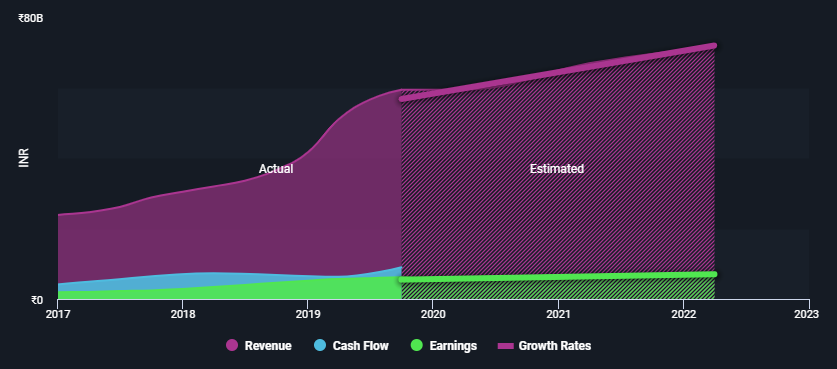 ₹80B
INR
Actual
Estimated
₹0
2017 2018 2019 2020 2021 2022 2023
Revenue Cash Flow Earnings Growth Rates